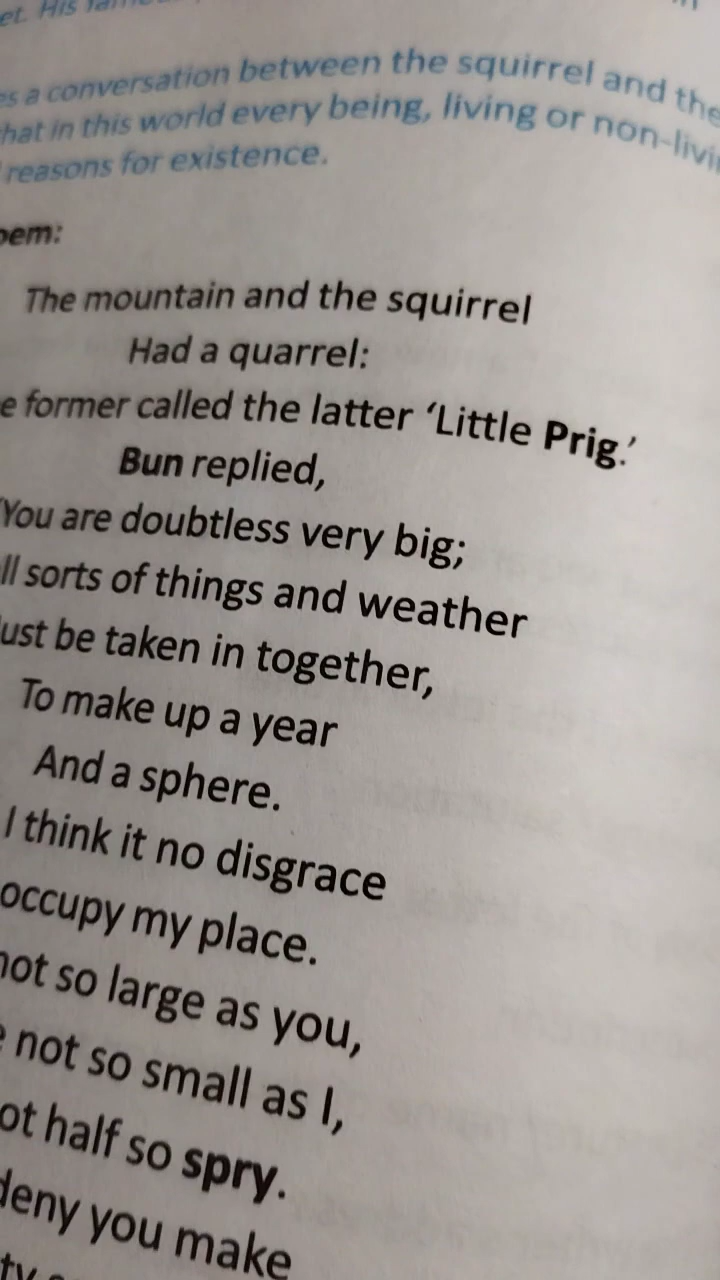 et. His
es a conversation between the squirrel and the
that in this world every being, living or non-livi
reasons for existence.
oem:
The mountain and the squirrel
Had a quarrel:
e former called the latter ‘Little Prig.’
Bun replied,
‘You are doubtless very big;
ll sorts of things and weather
ust be taken in together,
To make up a year
And a sphere.
I think it no disgrace
occupy my place.
not so large as you,
e not so small as I,
ot half so spry.
deny you make
ty